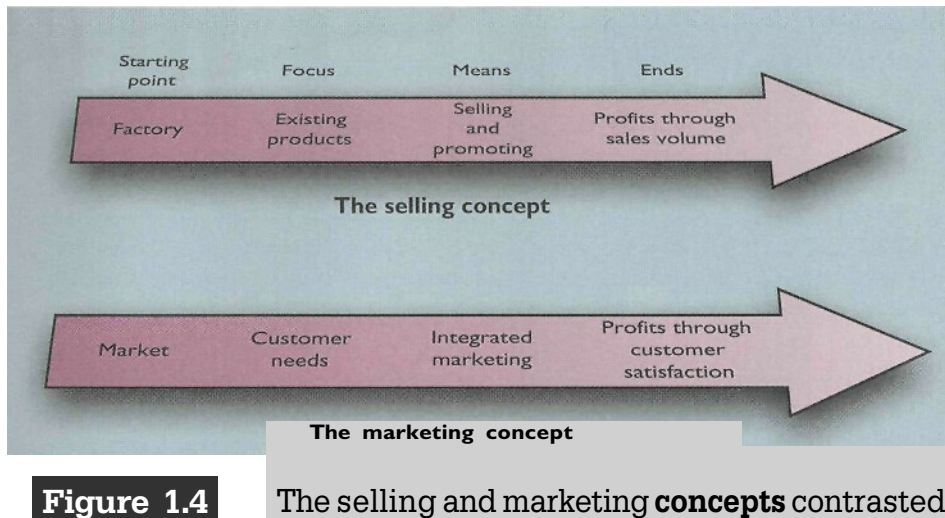 Starting
point
Focus
Means
Ends
Factory
Existing
products
Selling
and
promoting
Profits through
sales volume
The selling concept
Market
Customer
needs
Integrated
marketing
Profits through
customer
satisfaction
The marketing concept
Figure 1.4
The selling and marketing concepts contrasted